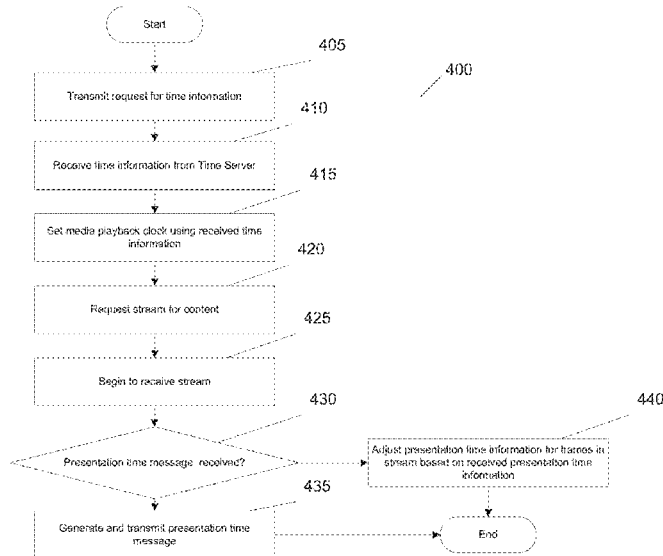 Start
405
Transmit request for time information
400
410
Receive time information from Time Server
415
Set media playback clock using received time
information
420
Request stream for content
425
Begin to receive stream
430
Presentation time message received?
440
Adjust presentation time information for frames in
stream based on received presentation time
information
435
Generate and transmit presentation time
message
End